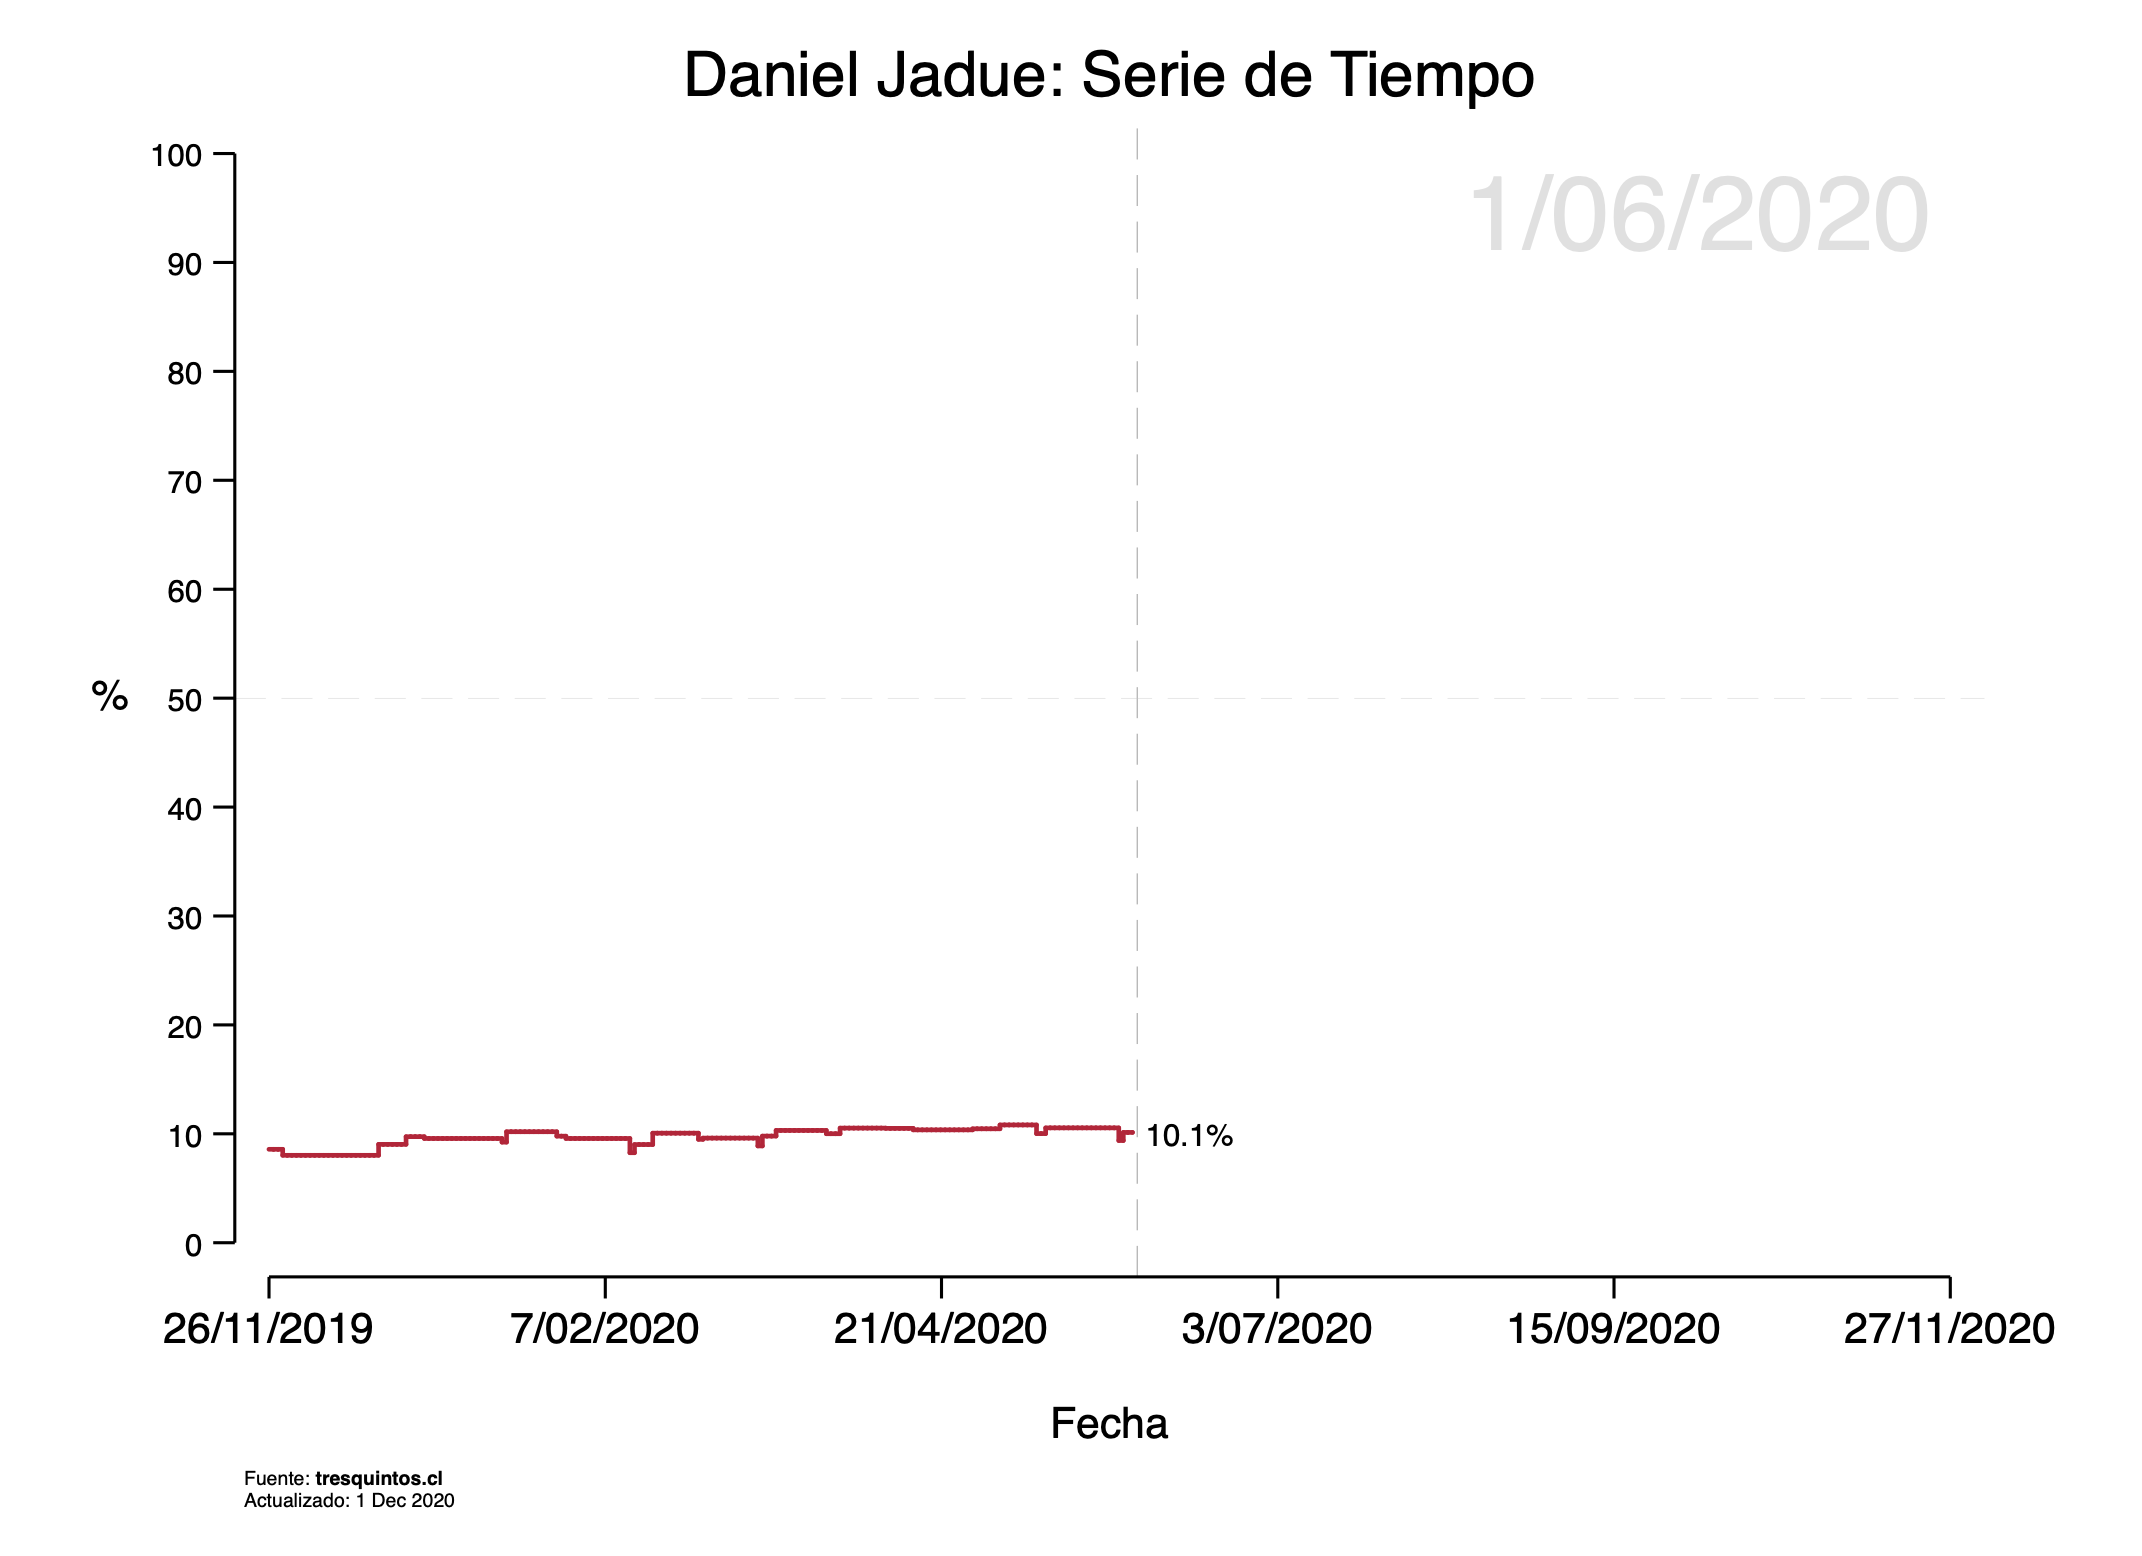 Daniel Jadue: Serie de Tiempo
1/06/2020
100
90
80
70
60
%
50
40
30
20
10
0
10.1%
26/11/2019 7/02/2020 21/04/2020 3/07/2020 15/09/2020 27/11/2020
Fecha
Fuente: tresquintos.cl
Actualizado: 1 Dec 2020